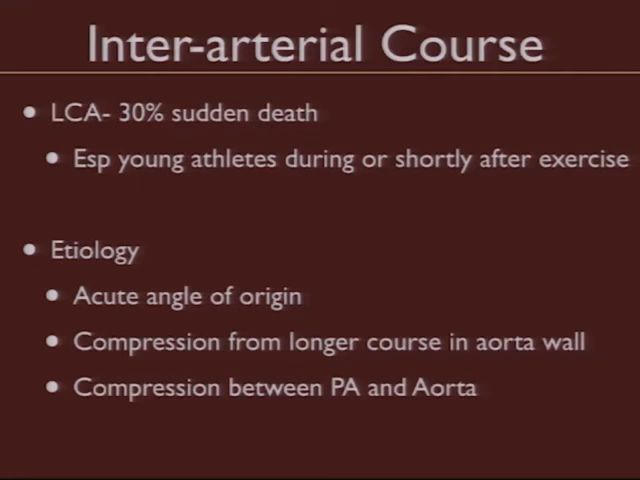 Inter-arterial Course
• LCA- 30% sudden death
• Esp young athletes during or shortly after exercise
• Etiology
• Acute angle of origin
• Compression from longer course in aorta wall
• Compression between PA and Aorta